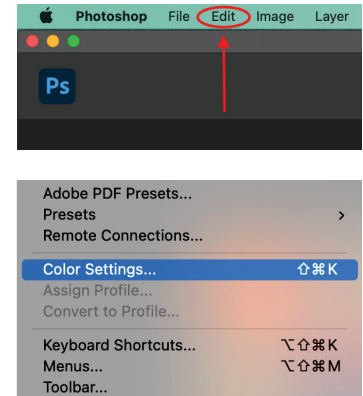 Photoshop File Edit Image Layer
Ps
Adobe PDF Presets...
Presets >
Remote Connections...
Color Settings... ⇧⌘K
Assign Profile...
Convert to Profile...
Keyboard Shortcuts... ⌥⇧⌘K
Menus... ⌥⇧⌘M
Toolbar...